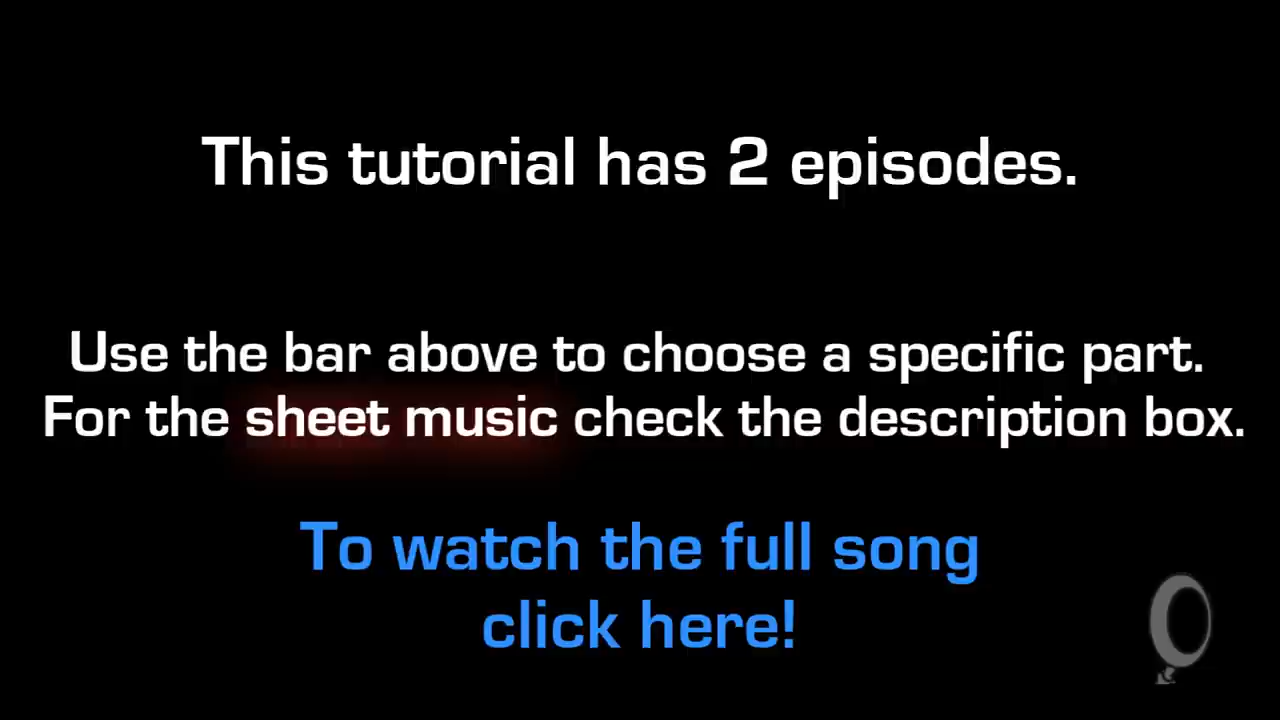 This tutorial has 2 episodes.
Use the bar above to choose a specific part.
For the sheet music check the description box.
To watch the full song
click here!